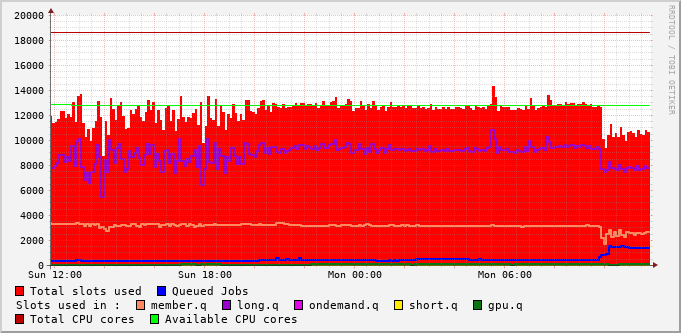 RRDTOOL / TOBI OETIKER
20000
18000
16000
14000
12000
10000
8000
6000
4000
2000
0
Sun 12:00 Sun 18:00 Mon 00:00 Mon 06:00
Total slots used Queued Jobs
Slots used in : member.q long.q ondemand.q short.q gpu.q
Total CPU cores Available CPU cores